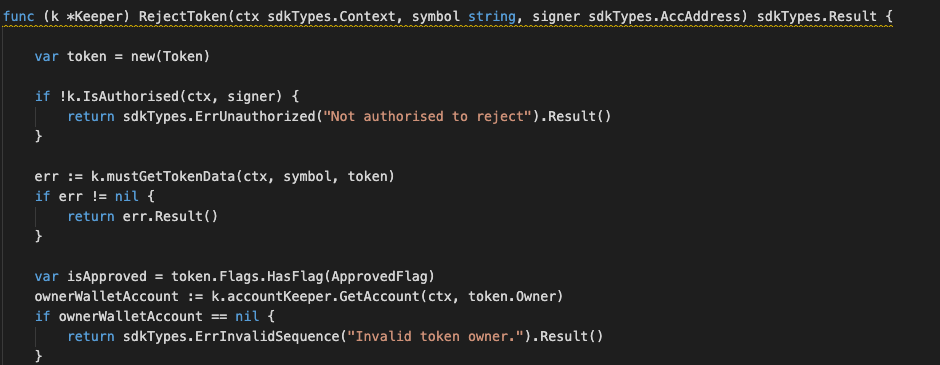 func (k *Keeper) RejectToken(ctx sdkTypes.Context, symbol string, signer sdkTypes.AccAddress) sdkTypes.Result {
var token = new(Token)
if !k.IsAuthorised(ctx, signer) {
return sdkTypes.ErrUnauthorized("Not authorised to reject").Result()
}
err := k.mustGetTokenData(ctx, symbol, token)
if err != nil {
return err.Result()
}
var isApproved = token.Flags.HasFlag(ApprovedFlag)
ownerWalletAccount := k.accountKeeper.GetAccount(ctx, token.Owner)
if ownerWalletAccount == nil {
return sdkTypes.ErrInvalidSequence("Invalid token owner.").Result()
}